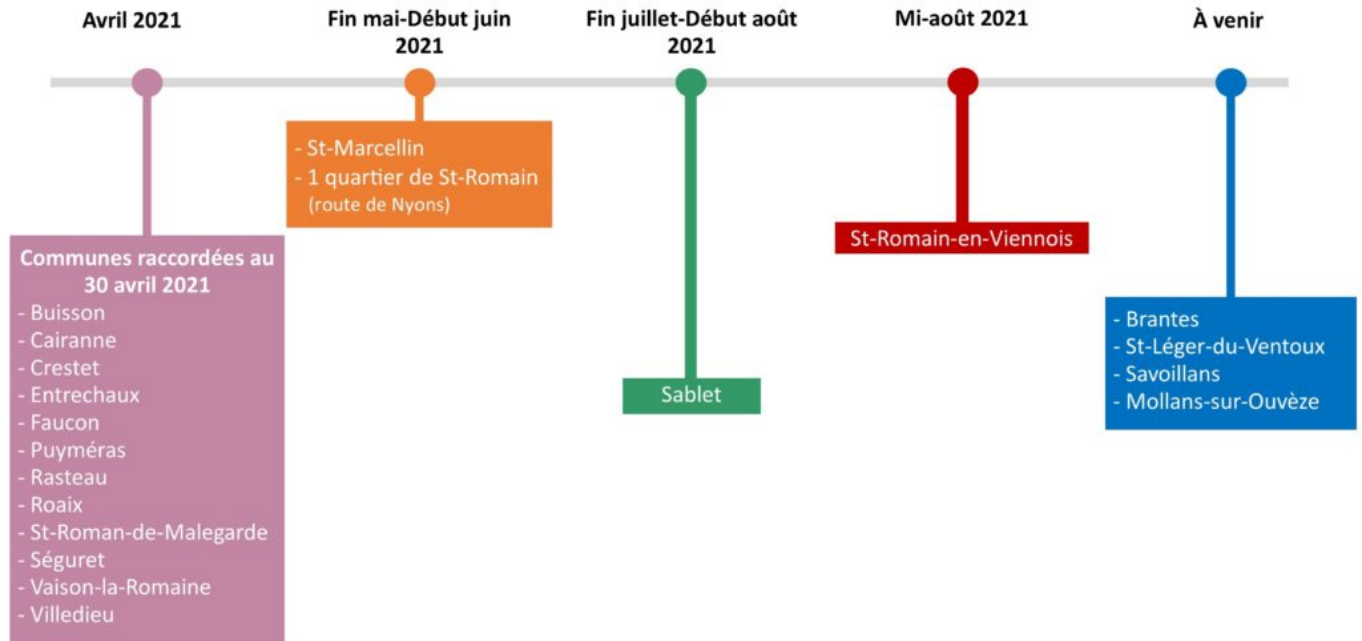 Avril 2021
Fin mai-Début juin
2021
Fin juillet-Début août
2021
Mi-août 2021
À venir
Communes raccordées au
30 avril 2021
- Buisson
- Cairanne
- Crestet
- Entrechaux
- Faucon
- Puyméras
- Rasteau
- Roaix
- St-Roman-de-Malegarde
- Séguret
- Vaison-la-Romaine
- Villedieu
- St-Marcellin
- 1 quartier de St-Romain
(route de Nyons)
Sablet
St-Romain-en-Viennois
- Brantes
- St-Léger-du-Ventoux
- Savoillans
- Mollans-sur-Ouvèze